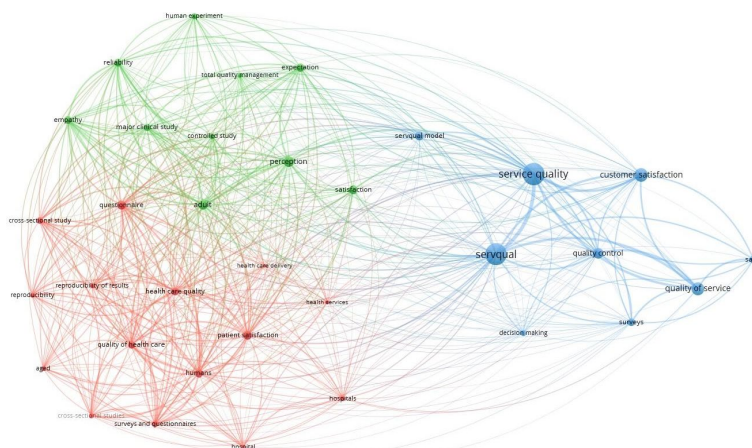 human experiment
reliability
expectation
total quality management
empathy
major clinical study
controlled study
servqual model
perception
service quality
customer satisfaction
satisfaction
questionnaire
adult
cross-sectional study
servqual
quality control
health care delivery
reproducibility of results
health care quality
reproducibility
quality of service
health services
surveys
decision making
patient satisfaction
quality of health care
aged
humans
hospitals
cross-sectional studies
surveys and questionnaires
hospital